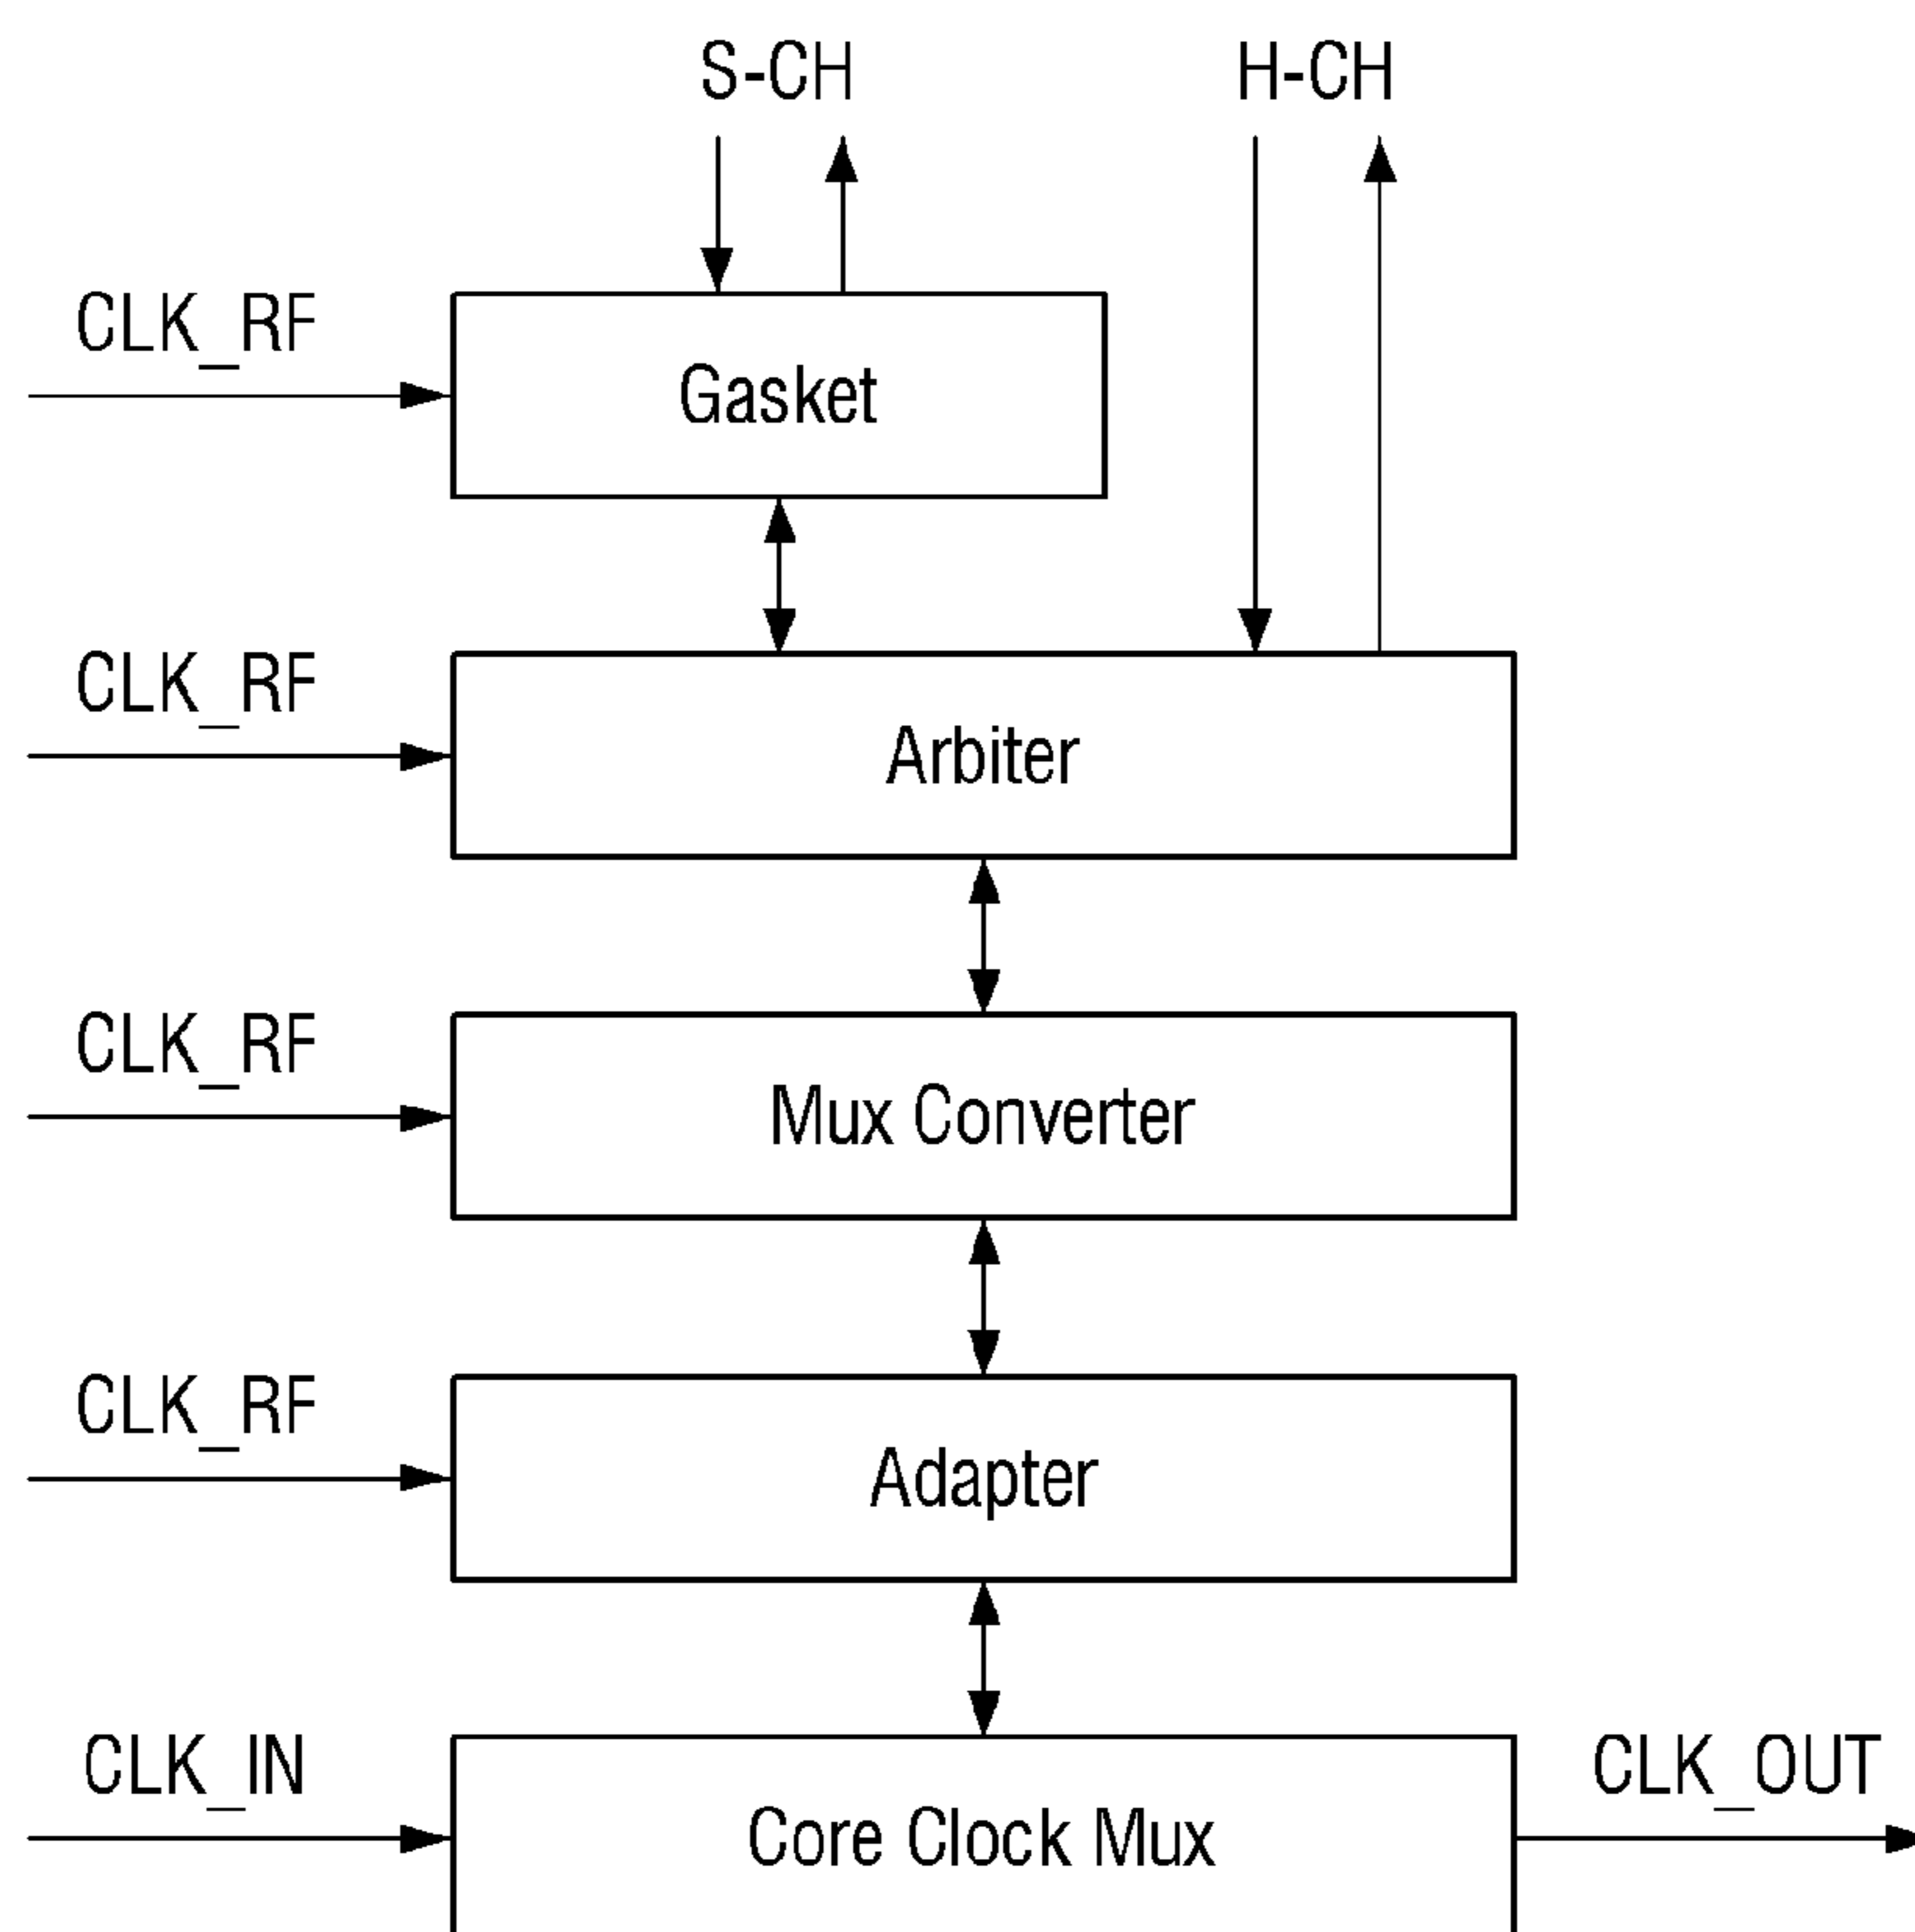 S-CH
H-CH
CLK_RF
Gasket
CLK_RF
Arbiter
CLK_RF
Mux Converter
CLK_RF
Adapter
CLK_IN
Core Clock Mux
CLK_OUT